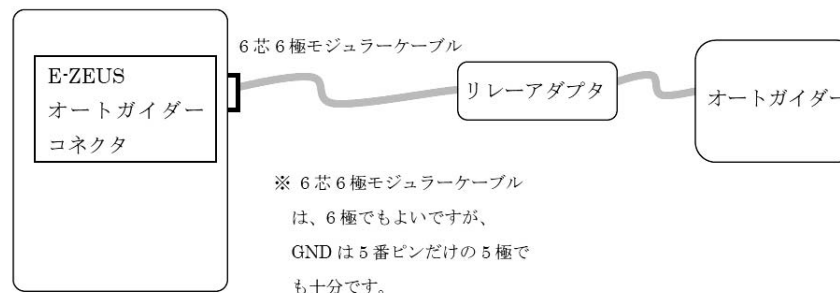 6芯6極モジュラーケーブル
E-ZEUS
オートガイダー
コネクタ
リレーアダプタ
オートガイダー
※ 6芯6極モジュラーケーブル
は、6極でもよいですが、
GND は5番ピンだけの5極で
も十分です。